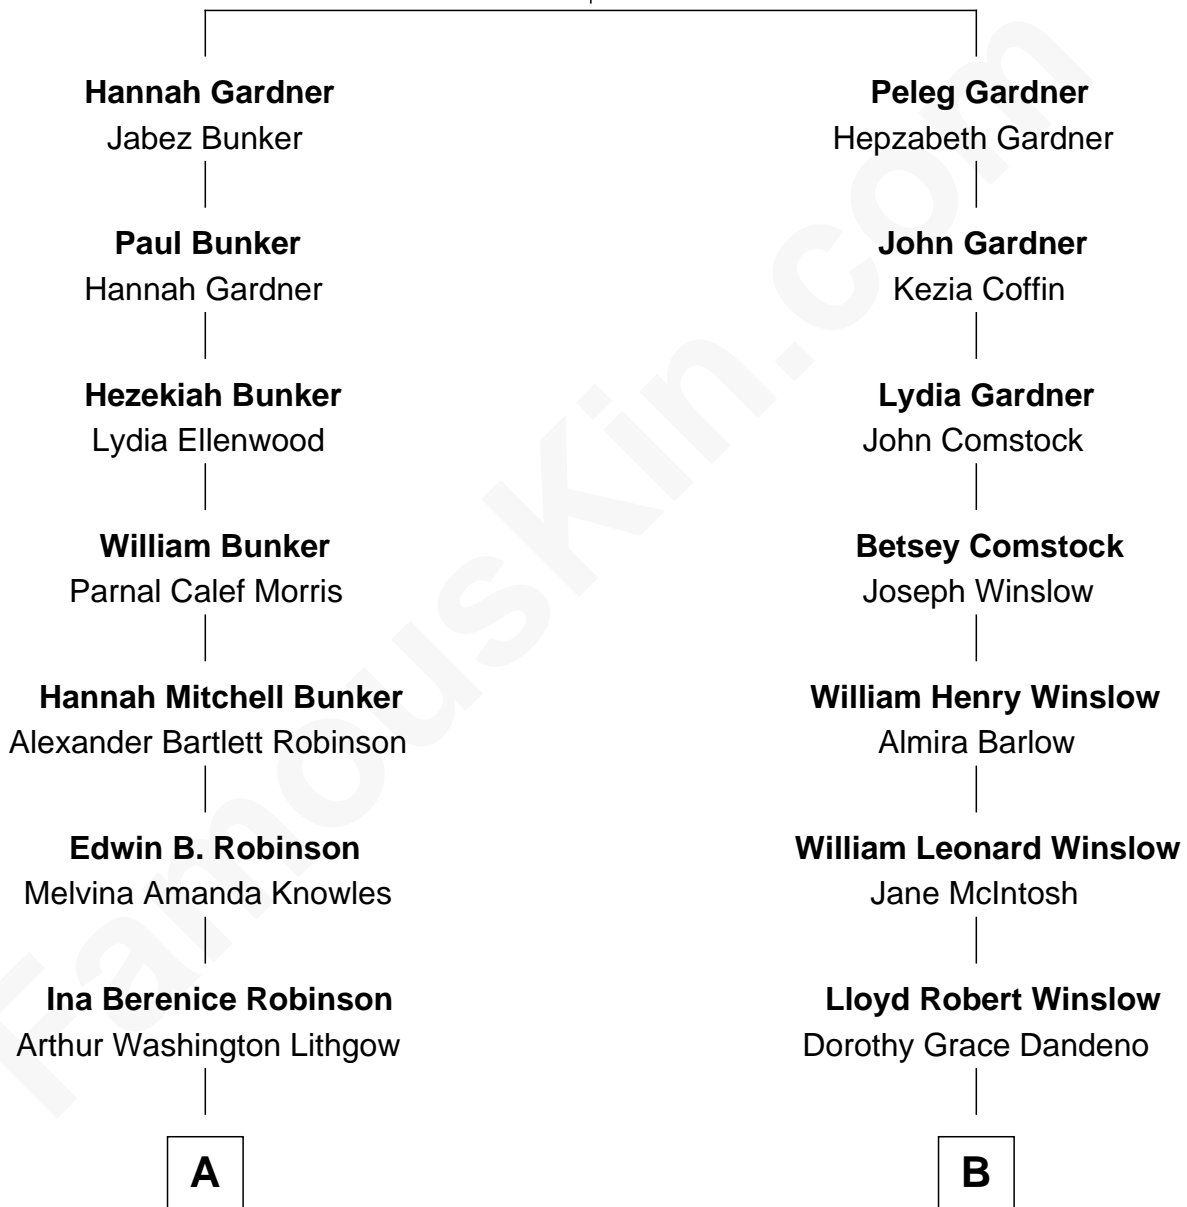 Hannah Gardner
Jabez Bunker
Paul Bunker
Hannah Gardner
Hezekiah Bunker
Lydia Ellenwood
William Bunker
Parnal Calef Morris
Hannah Mitchell Bunker
Alexander Bartlett Robinson
Edwin B. Robinson
Melvina Amanda Knowles
Ina Berenice Robinson
Arthur Washington Lithgow
A
Peleg Gardner
Hepzabeth Gardner
John Gardner
Kezia Coffin
Lydia Gardner
John Comstock
Betsey Comstock
Joseph Winslow
William Henry Winslow
Almira Barlow
William Leonard Winslow
Jane McIntosh
Lloyd Robert Winslow
Dorothy Grace Dandeno
B
FamousKin.com